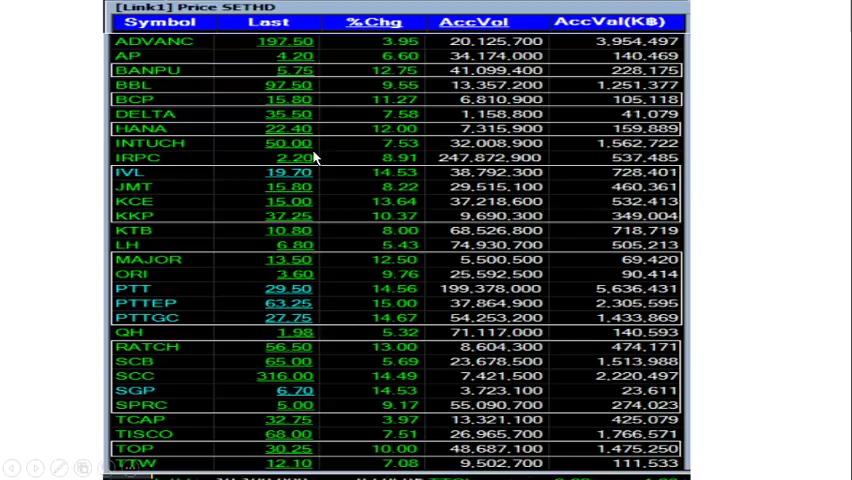 [Link1] Price SETHD
Symbol Last %Chg AccVol AccVal(K฿)
ADVANC 197.50 3.95 20,125,700 3,954,497
AP 4.20 6.60 34,174,000 140,469
BANPU 5.75 12.75 41,099,400 228,175
BBL 97.50 9.55 13,357,200 1,251,377
BCP 15.80 11.27 6,810,900 105,118
DELTA 35.50 7.58 1,158,800 41,079
HANA 22.40 12.00 7,315,900 159,889
INTUCH 50.00 7.53 32,008,900 1,562,722
IRPC 2.20 8.91 247,872,900 537,485
IVL 19.70 14.53 38,792,300 728,401
JMT 15.80 8.22 29,515,100 460,361
KCE 15.00 13.64 37,218,600 532,413
KKP 37.25 10.37 9,690,300 349,004
KTB 10.80 8.00 68,526,800 718,719
LH 6.80 5.43 74,930,700 505,213
MAJOR 13.50 12.50 5,500,500 69,420
ORI 3.60 9.76 25,592,500 90,414
PTT 29.50 14.56 199,378,000 5,636,431
PTTEP 63.25 15.00 37,864,900 2,305,595
PTTGC 27.75 14.67 54,253,200 1,433,869
QH 1.98 5.32 71,117,000 140,593
RATCH 56.50 13.00 8,604,300 474,171
SCB 65.00 5.69 23,678,500 1,513,988
SCC 316.00 14.49 7,421,500 2,220,497
SGP 6.70 14.53 3,723,100 23,611
SPRC 5.00 9.17 55,090,700 274,023
TCAP 32.75 3.97 13,321,100 425,079
TISCO 68.00 7.51 26,965,700 1,766,571
TOP 30.25 10.00 48,687,100 1,475,250
TTW 12.10 7.08 9,502,700 111,533